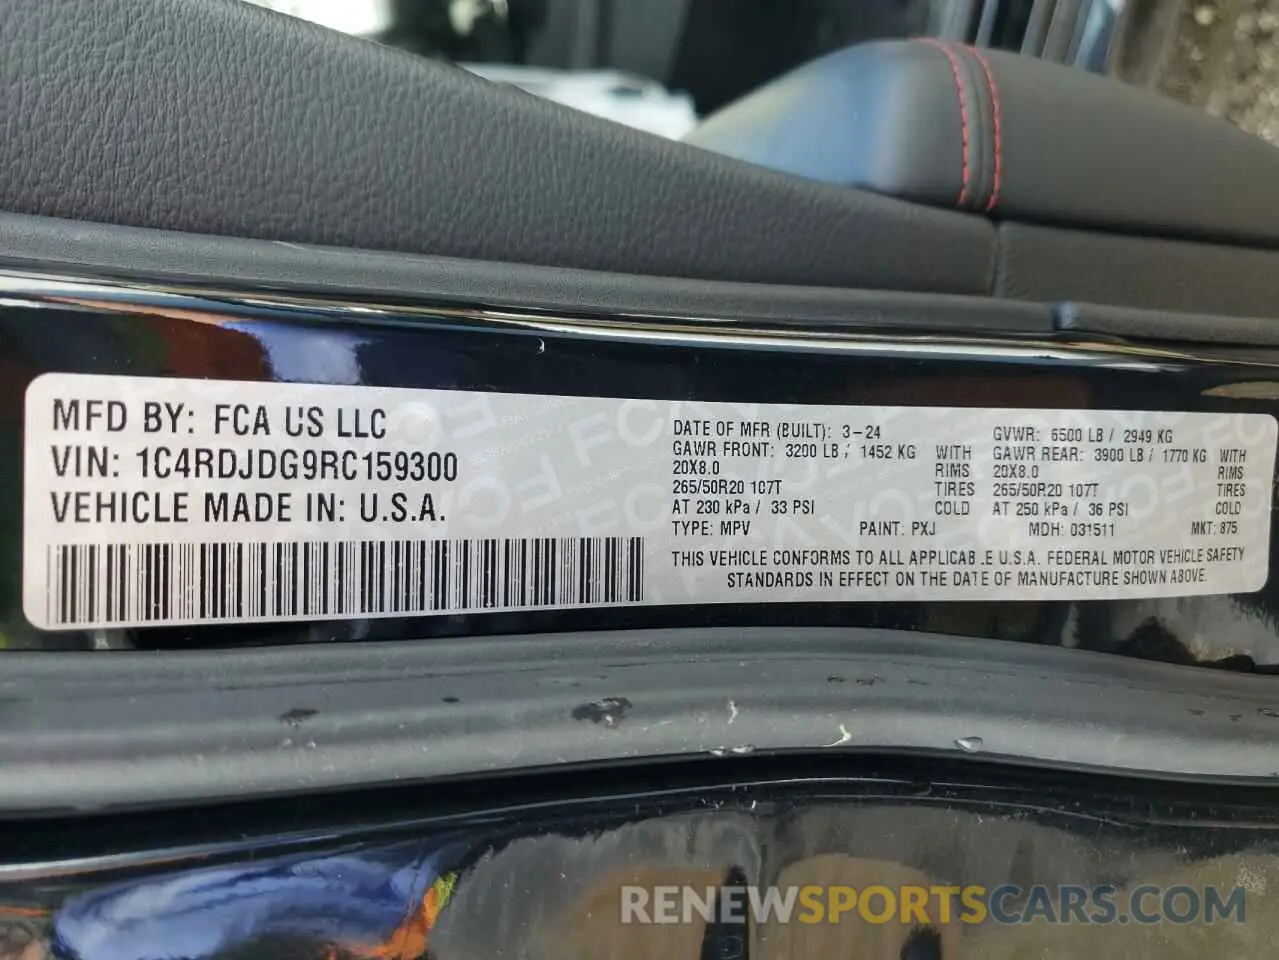 MFD BY: FCA US LLC
VIN: 1C4RDJDG9RC159300
VEHICLE MADE IN: U.S.A.
DATE OF MFR (BUILT): 3-24
GAWR FRONT: 3200 LB / 1452 KG WITH
20X8.0 RIMS
265/50R20 107T TIRES
AT 230 kPa / 33 PSI COLD
GVWR: 6500 LB / 2949 KG
GAWR REAR: 3900 LB / 1770 KG WITH
20X8.0 RIMS
265/50R20 107T TIRES
AT 250 kPa / 36 PSI COLD
TYPE: MPV PAINT: PXJ MDH: 031511 MKT: 875
THIS VEHICLE CONFORMS TO ALL APPLICABLE U.S.A. FEDERAL MOTOR VEHICLE SAFETY
STANDARDS IN EFFECT ON THE DATE OF MANUFACTURE SHOWN ABOVE.
RENEWSPORTSCARS.COM